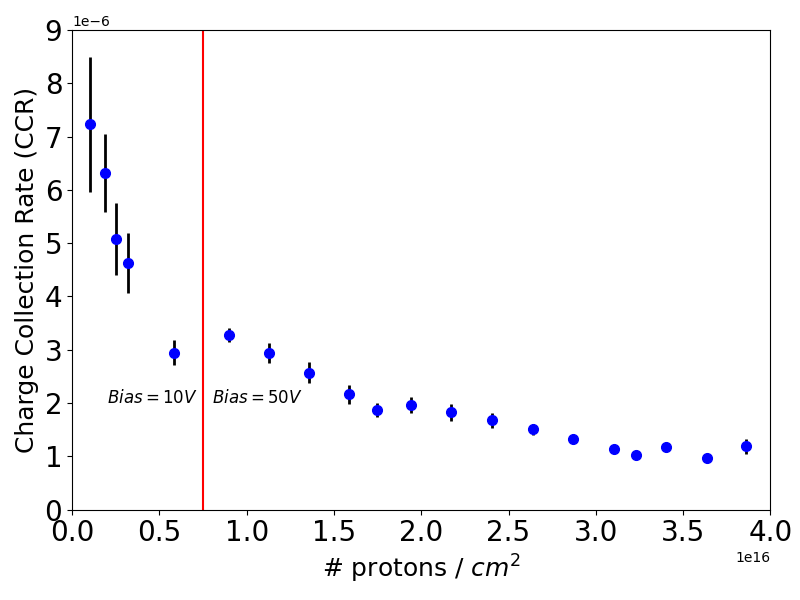 1e−6
Charge Collection Rate (CCR)
9
8
7
6
5
4
3
2
1
0
Bias = 10V
Bias = 50V
0.0 0.5 1.0 1.5 2.0 2.5 3.0 3.5 4.0
1e16
# protons / cm²